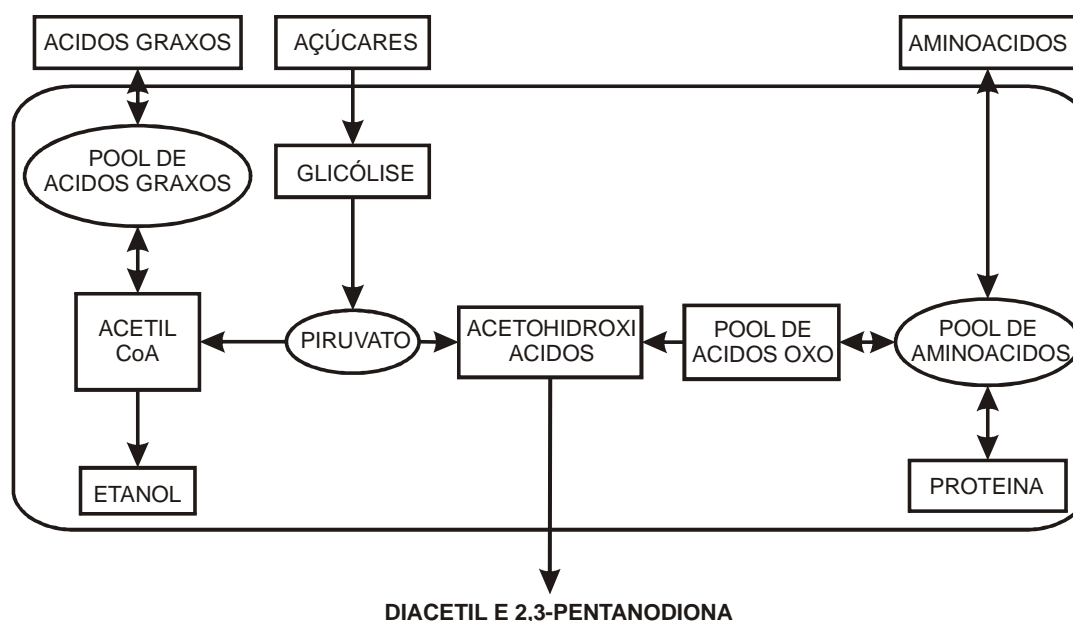 ACIDOS GRAXOS
AÇÚCARES
AMINOACIDOS
POOL DE
ACIDOS GRAXOS
GLICÓLISE
ACETIL
CoA
PIRUVATO
ACETOHIDROXI
ACIDOS
POOL DE
ACIDOS OXO
POOL DE
AMINOACIDOS
ETANOL
PROTEINA
DIACETIL E 2,3-PENTANODIONA